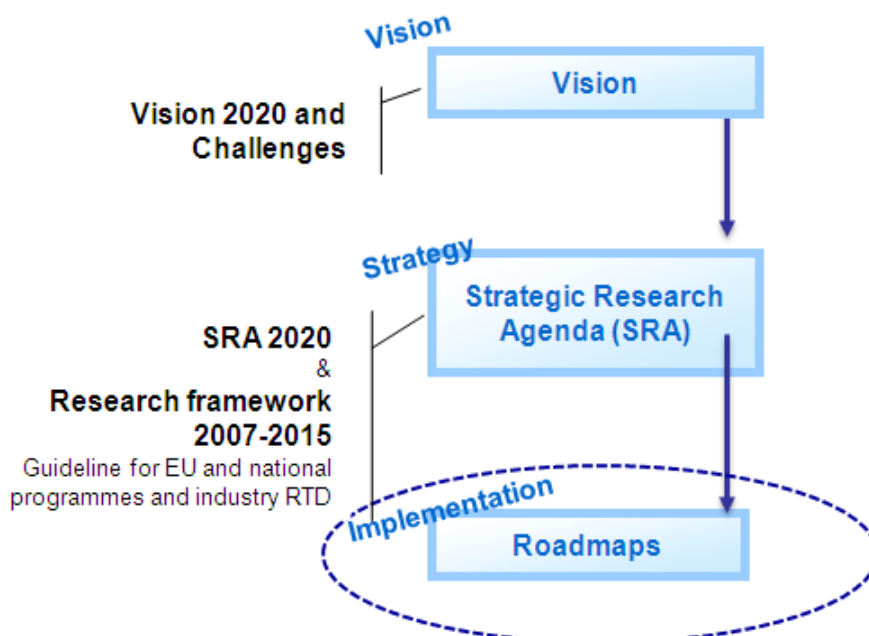 Vision
Vision
Vision 2020 and
Challenges
Strategy
Strategic Research
Agenda (SRA)
SRA 2020
&
Research framework
2007-2015
Guideline for EU and national
programmes and industry RTD
Implementation
Roadmaps